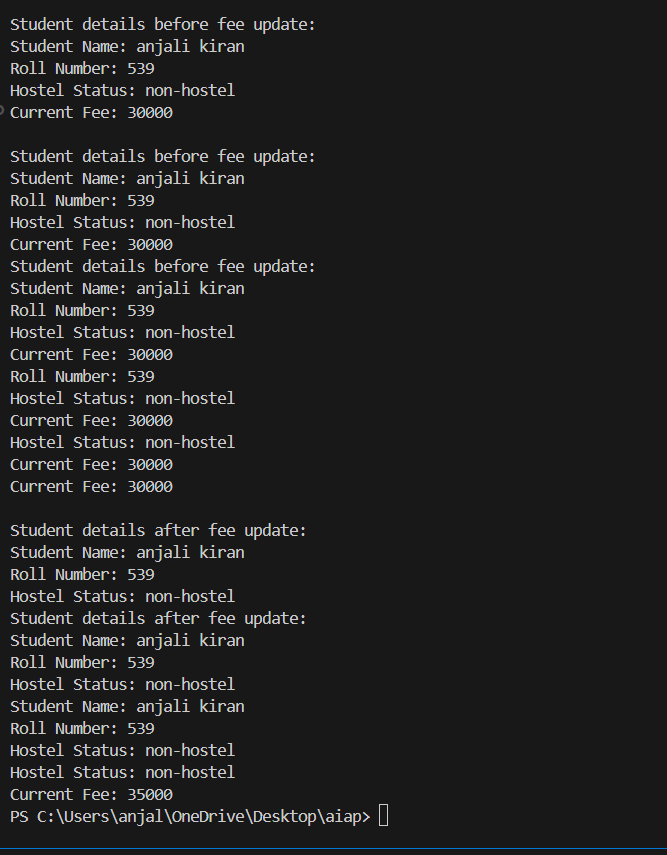 Student details before fee update:
Student Name: anjali kiran
Roll Number: 539
Hostel Status: non-hostel
Current Fee: 30000

Student details before fee update:
Student Name: anjali kiran
Roll Number: 539
Hostel Status: non-hostel
Current Fee: 30000
Student details before fee update:
Student Name: anjali kiran
Roll Number: 539
Hostel Status: non-hostel
Current Fee: 30000
Roll Number: 539
Hostel Status: non-hostel
Current Fee: 30000
Hostel Status: non-hostel
Current Fee: 30000
Current Fee: 30000

Student details after fee update:
Student Name: anjali kiran
Roll Number: 539
Hostel Status: non-hostel
Student details after fee update:
Student Name: anjali kiran
Roll Number: 539
Hostel Status: non-hostel
Student Name: anjali kiran
Roll Number: 539
Hostel Status: non-hostel
Hostel Status: non-hostel
Current Fee: 35000
PS C:\Users\anjal\OneDrive\Desktop\aiap>